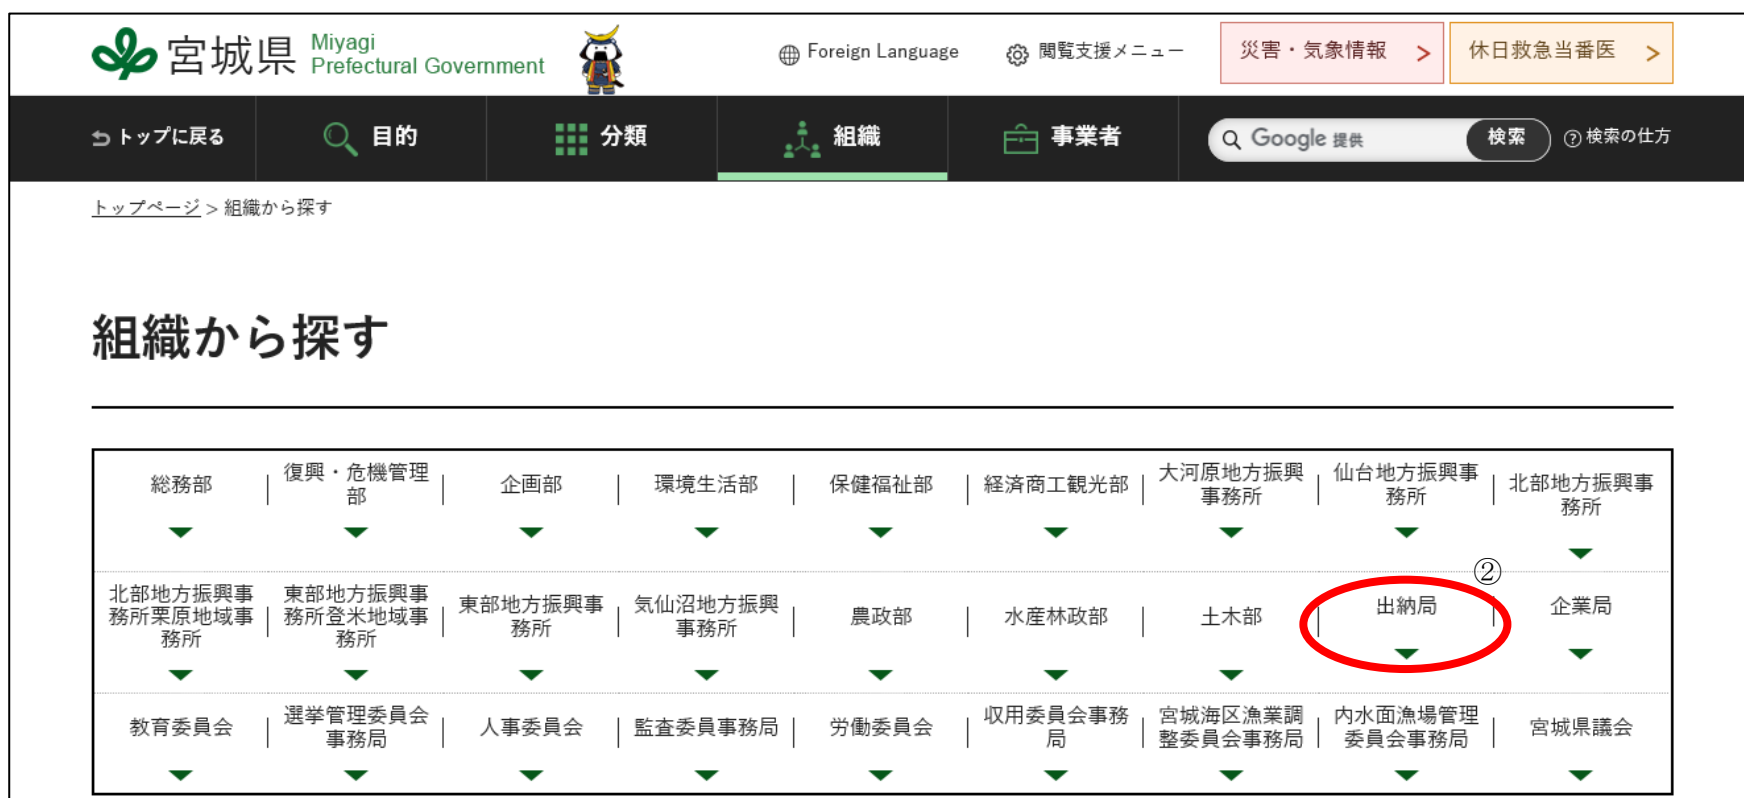 宮城県 Miyagi
Prefectural Government
Foreign Language
閲覧支援メニュー
災害・気象情報 >
休日救急当番医 >
トップに戻る
目的
分類
組織
事業者
Google 提供
検索
?検索の仕方
トップページ > 組織から探す
組織から探す
総務部
復興・危機管理
部
企画部
環境生活部
保健福祉部
経済商工観光部
大河原地方振興
事務所
仙台地方振興事
務所
北部地方振興事
務所
北部地方振興事
務所栗原地域事
務所
東部地方振興事
務所登米地域事
務所
東部地方振興事
務所
気仙沼地方振興
事務所
農政部
水産林政部
土木部
②
出納局
企業局
教育委員会
選挙管理委員会
事務局
人事委員会
監査委員事務局
労働委員会
収用委員会事務
局
宮城海区漁業調
整委員会事務局
内水面漁場管理
委員会事務局
宮城県議会